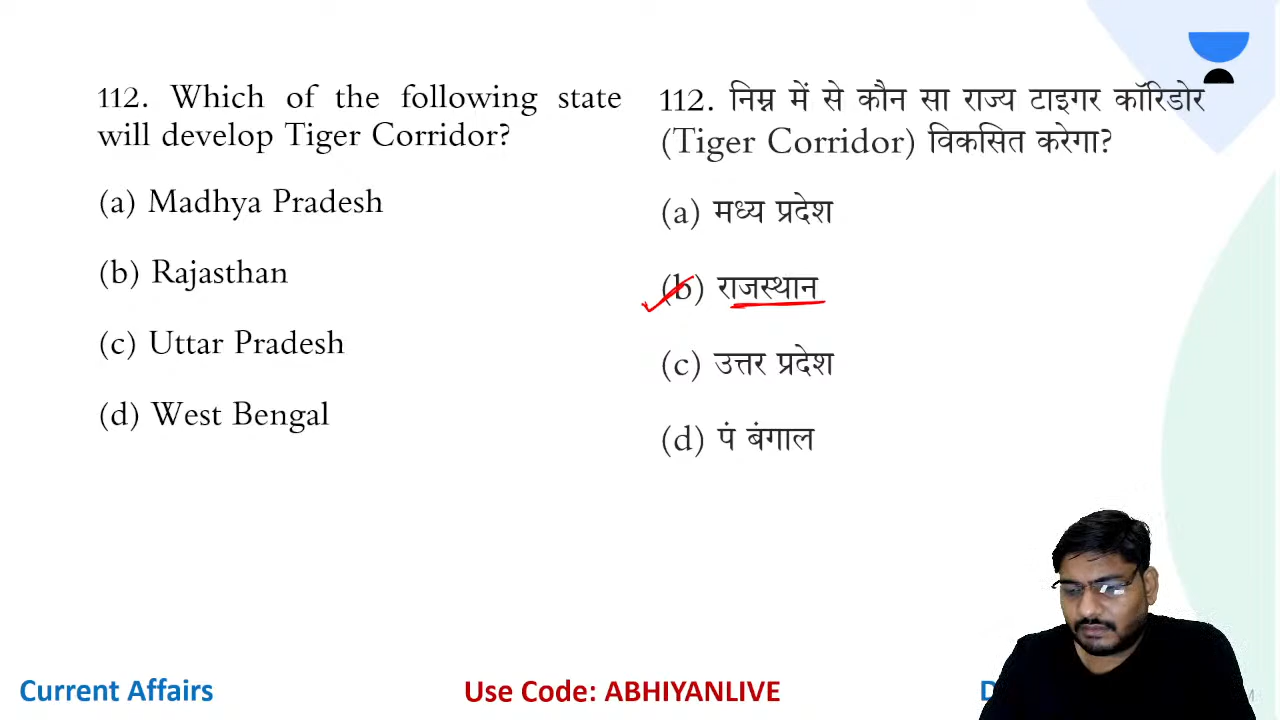 112. Which of the following state
will develop Tiger Corridor?
(a) Madhya Pradesh
(b) Rajasthan
(c) Uttar Pradesh
(d) West Bengal
112. निम्न में से कौन सा राज्य टाइगर कॉरिडोर
(Tiger Corridor) विकसित करेगा?
(a) मध्य प्रदेश
(b) राजस्थान
(c) उत्तर प्रदेश
(d) पं बंगाल
Current Affairs
Use Code: ABHIYANLIVE